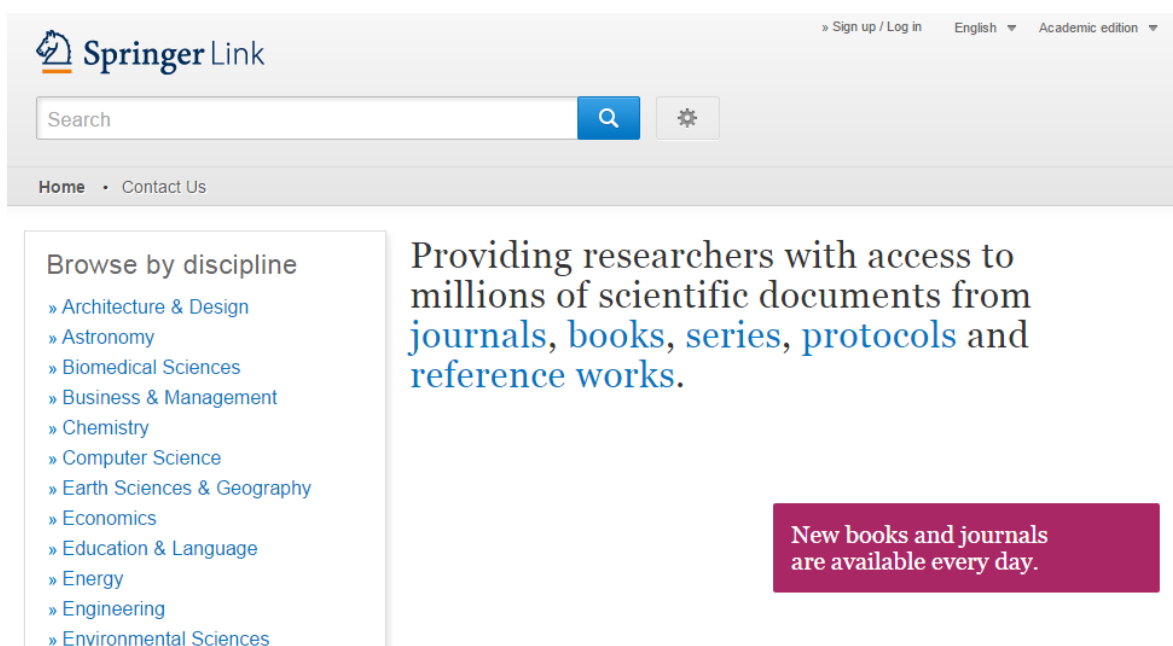 » Sign up / Log in English Academic edition
Springer Link
Search
Home • Contact Us
Browse by discipline
» Architecture & Design
» Astronomy
» Biomedical Sciences
» Business & Management
» Chemistry
» Computer Science
» Earth Sciences & Geography
» Economics
» Education & Language
» Energy
» Engineering
» Environmental Sciences
Providing researchers with access to
millions of scientific documents from
journals, books, series, protocols and
reference works.
New books and journals
are available every day.